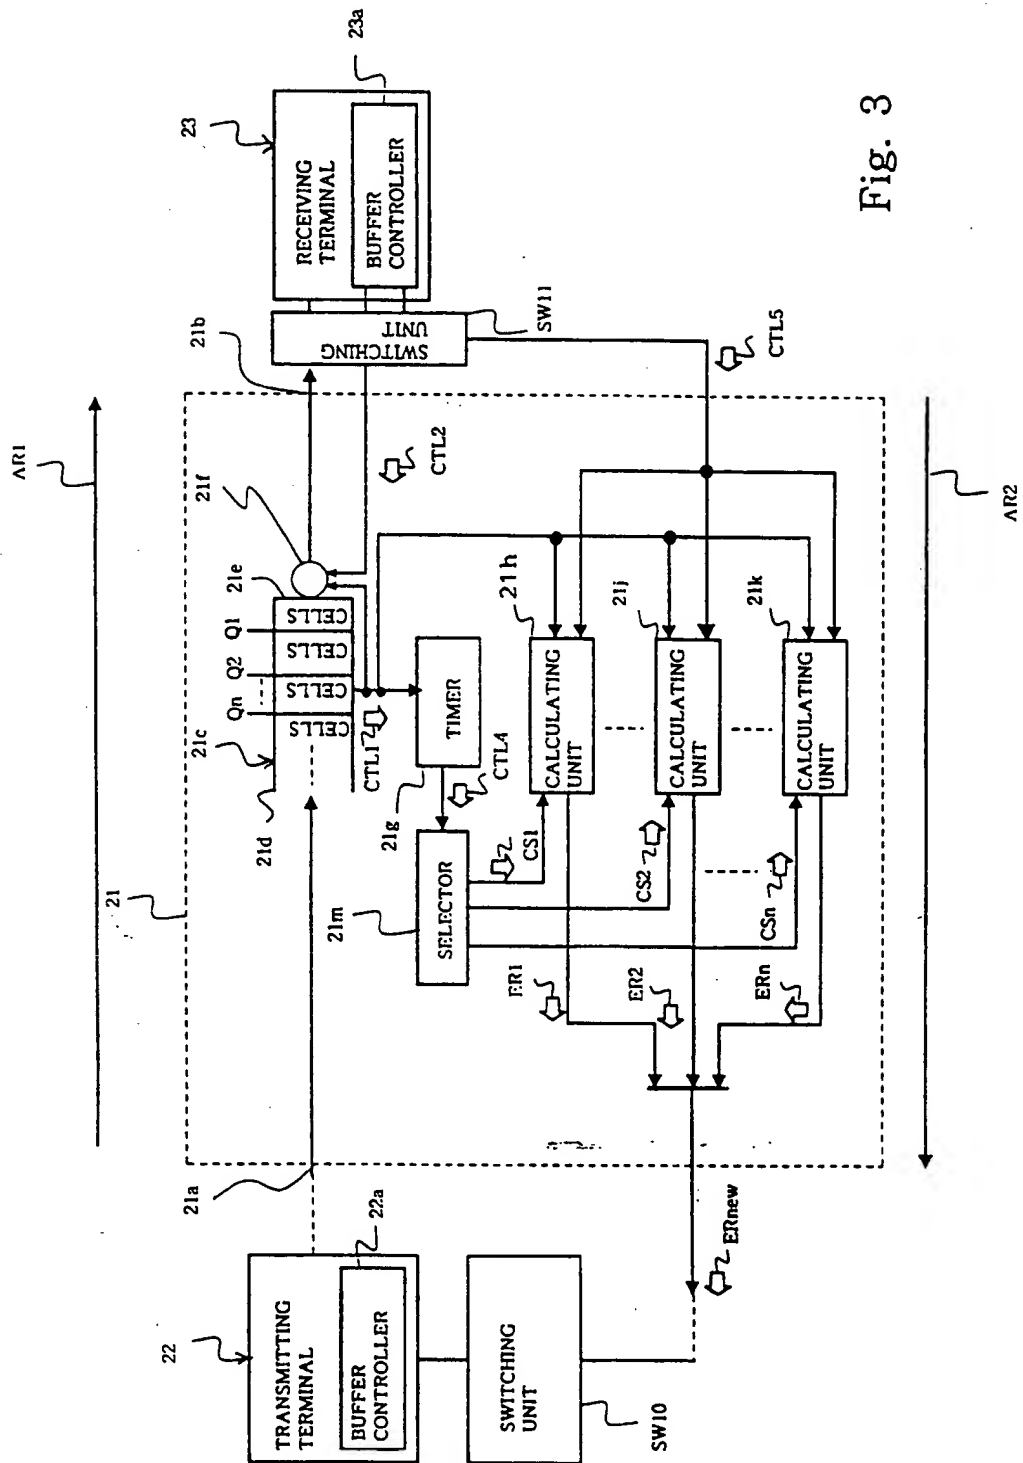 AR1
23
23a
RECEIVING
TERMINAL
BUFFER
CONTROLLER
SWITCHING
UNIT
SW11
21b
CTL2
CTL5
21
21c
21d
Qn
Q2
Q1
21e
21f
CELLS
CELLS
CELLS
CELLS
CTL1
TIMER
21g
CTL4
SELECTOR
21m
21h
CALCULATING
UNIT
21j
CALCULATING
UNIT
21k
CALCULATING
UNIT
CS1
CS2
CSn
ER1
ER2
ERn
21a
22
22a
TRANSMITTING
TERMINAL
BUFFER
CONTROLLER
SWITCHING
UNIT
SW10
ERnew
AR2
Fig. 3